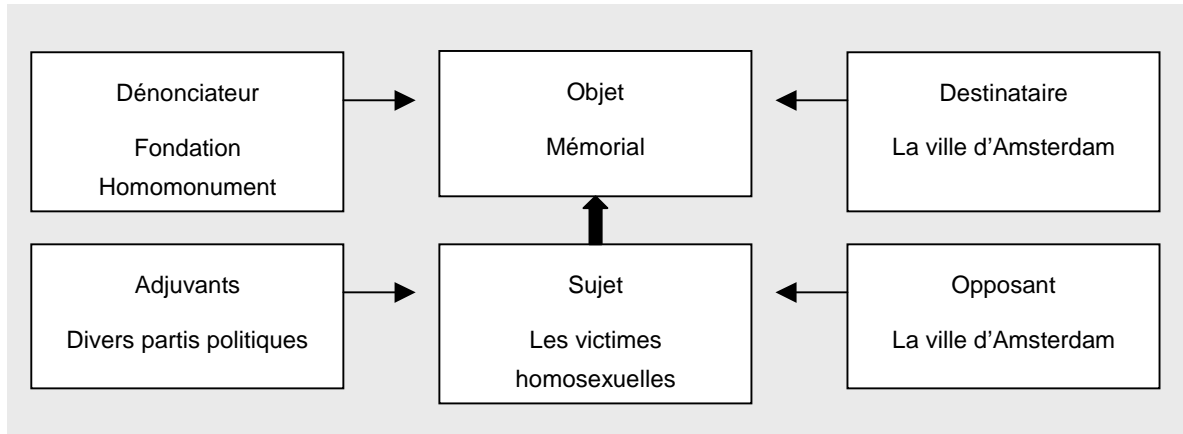 Dénonciateur
Fondation
Homomonument
Objet
Mémorial
Destinataire
La ville d’Amsterdam
Adjuvants
Divers partis politiques
Sujet
Les victimes
homosexuelles
Opposant
La ville d’Amsterdam